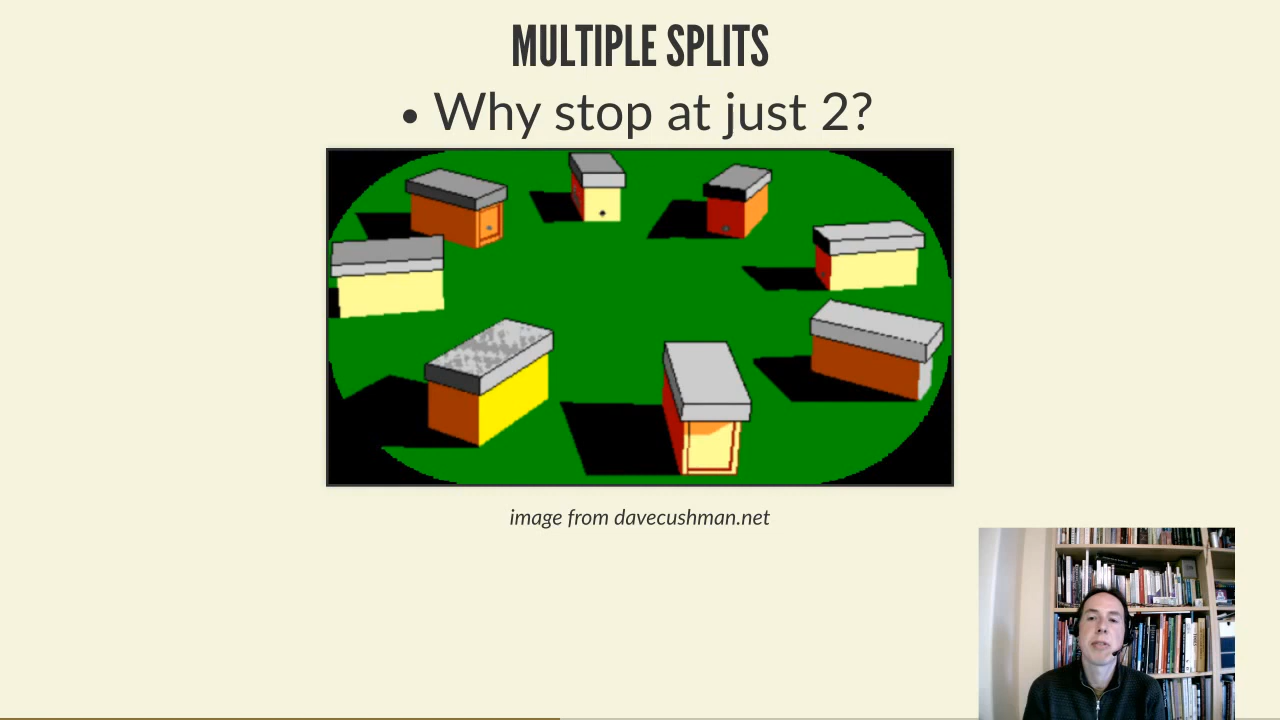 MULTIPLE SPLITS
• Why stop at just 2?
image from davecushman.net